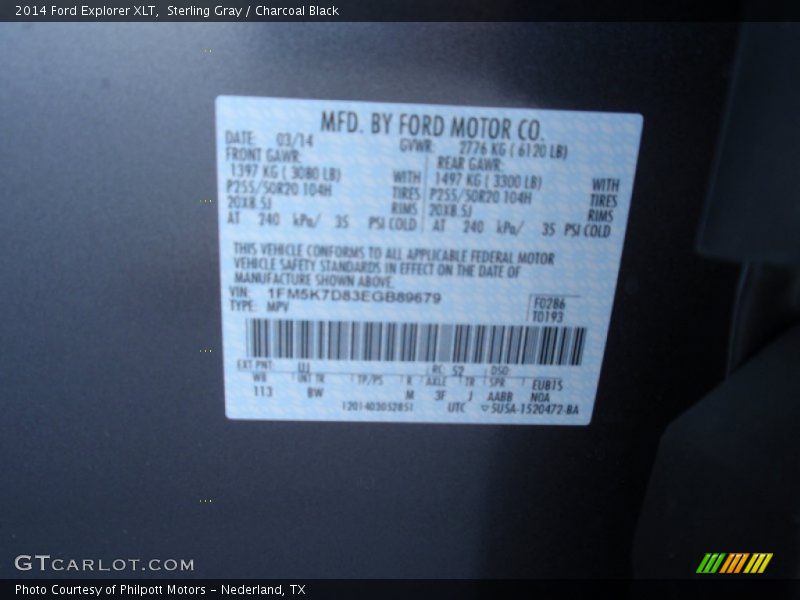 2014 Ford Explorer XLT,  Sterling Gray / Charcoal Black
MFD. BY FORD MOTOR CO.
DATE: 03/14 GVWR: 2776 KG ( 6120 LB)
FRONT GAWR: REAR GAWR:
1397 KG ( 3080 LB) WITH 1497 KG ( 3300 LB) WITH
P255/50R20 104H TIRES P255/50R20 104H TIRES
20X8.5J RIMS 20X8.5J RIMS
AT 240 kPa/ 35 PSI COLD AT 240 kPa/ 35 PSI COLD
THIS VEHICLE CONFORMS TO ALL APPLICABLE FEDERAL MOTOR
VEHICLE SAFETY STANDARDS IN EFFECT ON THE DATE OF
MANUFACTURE SHOWN ABOVE.
VIN: 1FM5K7D83EGB89679 F0286
TYPE: MPV T0193
EXT PNT: UJ RC: 52 DSO:
WB INT TR TP/PS R AXLE TR SPR EUB15
113 BW M 3F J AABB NOA
1201403052851 UTC 5U5A-1520472-BA
GTCARLOT.COM
Photo Courtesy of Philpott Motors - Nederland, TX